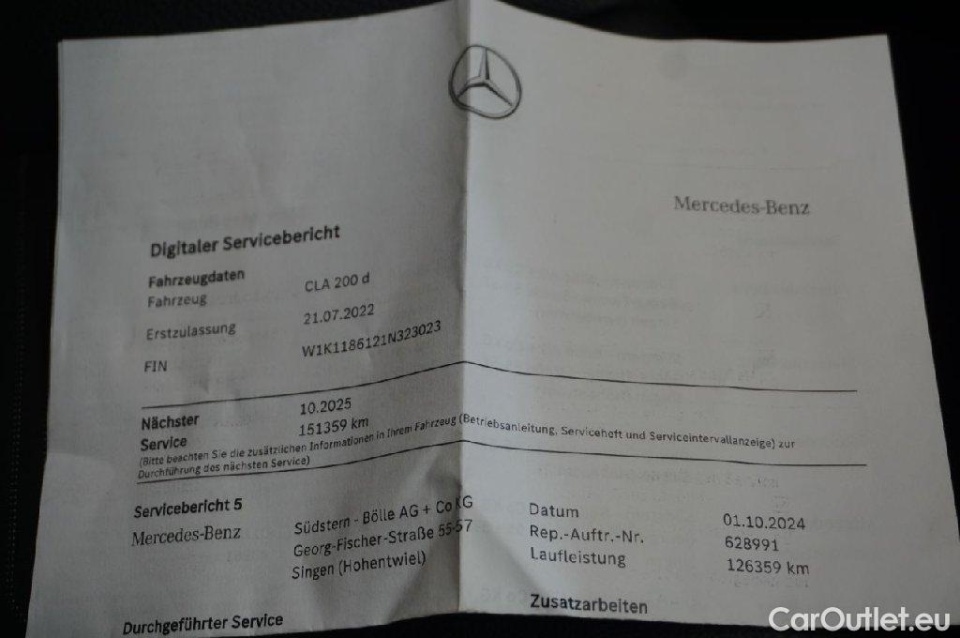 Mercedes-Benz
Digitaler Servicebericht
Fahrzeugdaten
Fahrzeug CLA 200 d
Erstzulassung 21.07.2022
FIN W1K1186121N323023
Nächster 10.2025
Service 151359 km
(Bitte beachten Sie die zusätzlichen Informationen in Ihrem Fahrzeug (Betriebsanleitung, Serviceheft und Serviceintervallanzeige) zur
Durchführung des nächsten Service)
Servicebericht 5
Mercedes-Benz Südstern - Bölle AG + Co KG
Georg-Fischer-Straße 55-57
Singen (Hohentwiel)
Datum 01.10.2024
Rep.-Auftr.-Nr. 628991
Laufleistung 126359 km
Durchgeführter Service
Zusatzarbeiten
CarOutlet.eu